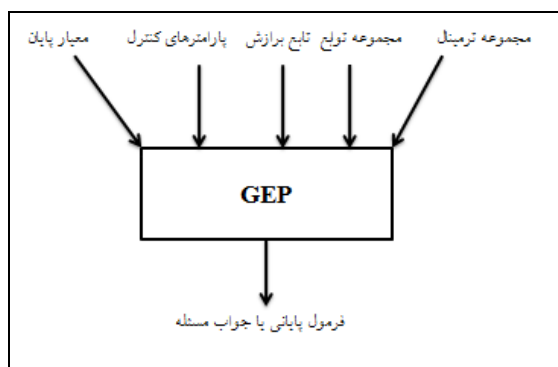 مجموعه ترمینال
مجموعه توابع
تابع برازش
پارامترهای کنترل
معیار پایان
GEP
فرمول پایانی یا جواب مسئله